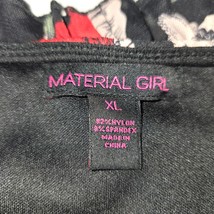 MATERIAL GIRL
XL
92% NYLON
8% SPANDEX
MADE IN
CHINA